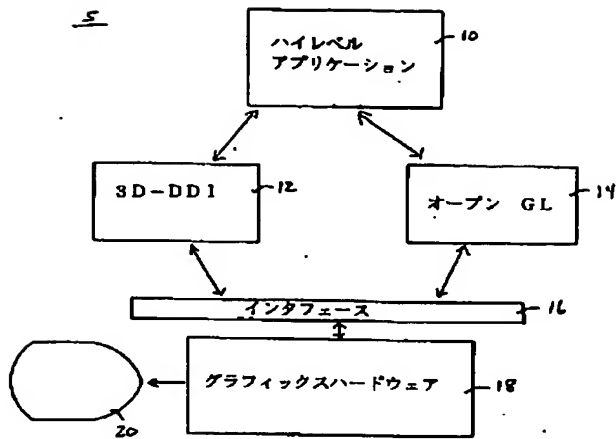 5
ハイレベル
アプリケーション
10
3D-DDI
12
オープン GL
14
インタフェース
16
グラフィックスハードウェア
18
20